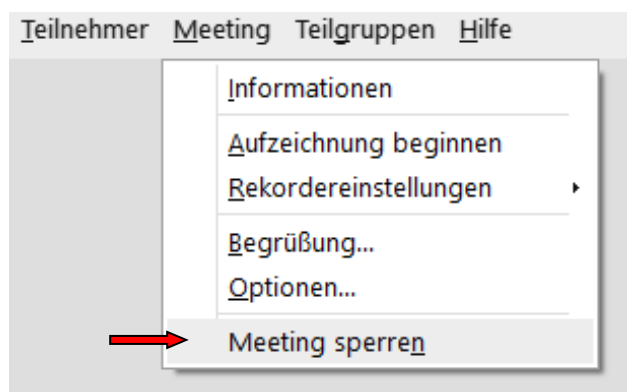 Teilnehmer Meeting Teilgruppen Hilfe
Informationen
Aufzeichnung beginnen
Rekordereinstellungen
Begrüßung...
Optionen...
Meeting sperren